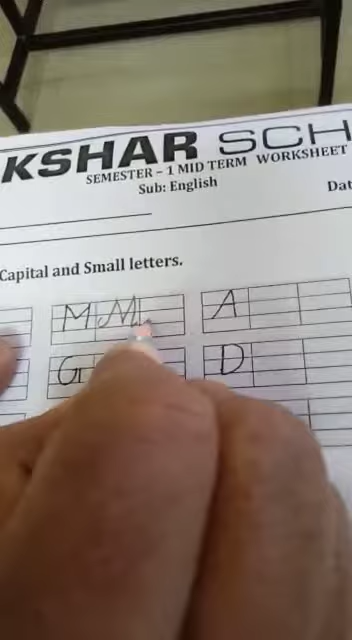 KSHAR SCH
SEMESTER – 1 MID TERM WORKSHEET
Sub: English
Dat
Capital and Small letters.
M M A
G D